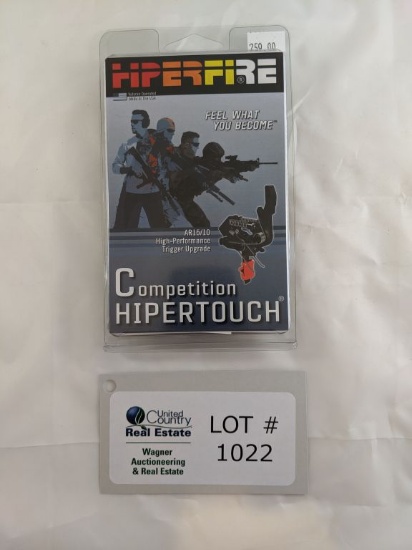 259.00
HIPERFIRE®
FEEL WHAT
YOU BECOME™
AR15/10
High-Performance
Trigger Upgrade
Competition
HIPERTOUCH®
United
Country
Real Estate
Wagner
Auctioneering
& Real Estate
LOT #
1022